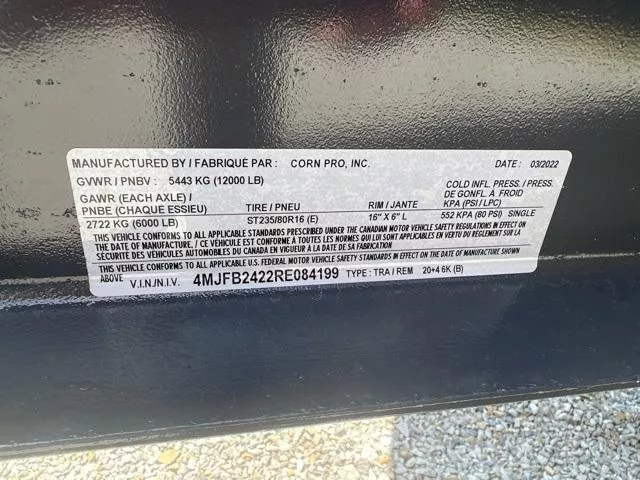 MANUFACTURED BY / FABRIQUÉ PAR : CORN PRO, INC. DATE : 03/2022
GVWR / PNBV : 5443 KG (12000 LB)
GAWR (EACH AXLE) / COLD INFL. PRESS. / PRESS.
DE GONFL. À FROID
PNBE (CHAQUE ESSIEU) TIRE / PNEU RIM / JANTE KPA (PSI / LPC)
2722 KG (6000 LB) ST235/80R16 (E) 16" X 6" L 552 KPA (80 PSI) SINGLE
THIS VEHICLE CONFORMS TO ALL APPLICABLE STANDARDS PRESCRIBED UNDER THE CANADIAN MOTOR VEHICLE SAFETY REGULATIONS IN EFFECT ON
THE DATE OF MANUFACTURE. / CE VÉHICULE EST CONFORME À TOUTES LES NORMES QUI LUI SONT APPLICABLES EN VERTU DU RÈGLEMENT SUR LA
SÉCURITÉ DES VÉHICULES AUTOMOBILES DU CANADA EN VIGUEUR À LA DATE DE SA FABRICATION.
THIS VEHICLE CONFORMS TO ALL APPLICABLE U.S. FEDERAL MOTOR VEHICLE SAFETY STANDARDS IN EFFECT ON THE DATE OF MANUFACTURE SHOWN
ABOVE V.I.N./N.I.V. 4MJFB2422RE084199 TYPE : TRA / REM 20+4 6K (B)